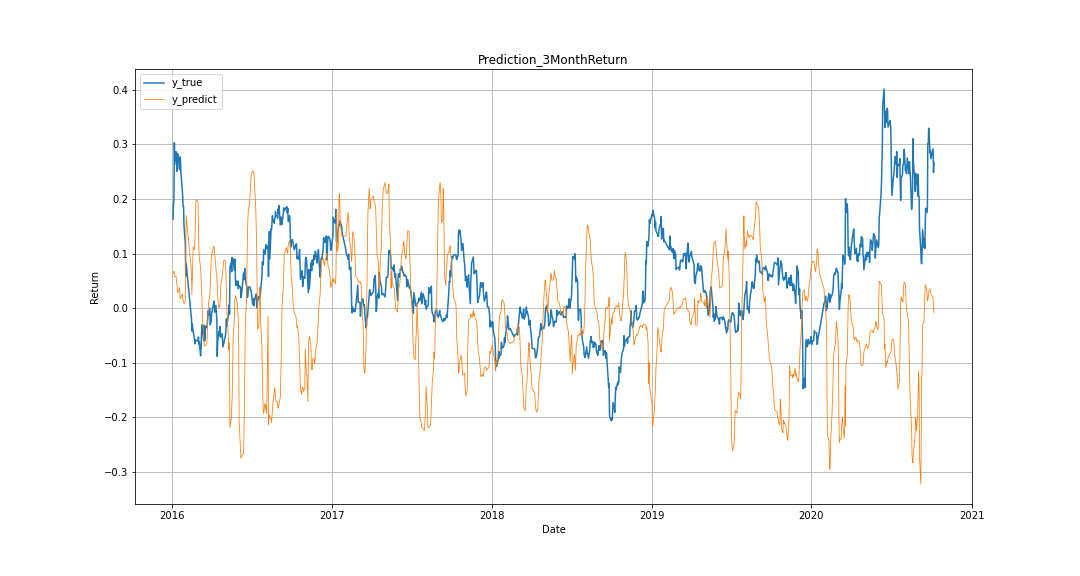 Prediction_3MonthReturn
y_true
y_predict
0.4
0.3
0.2
0.1
0.0
−0.1
−0.2
−0.3
Return
2016 2017 2018 2019 2020 2021
Date